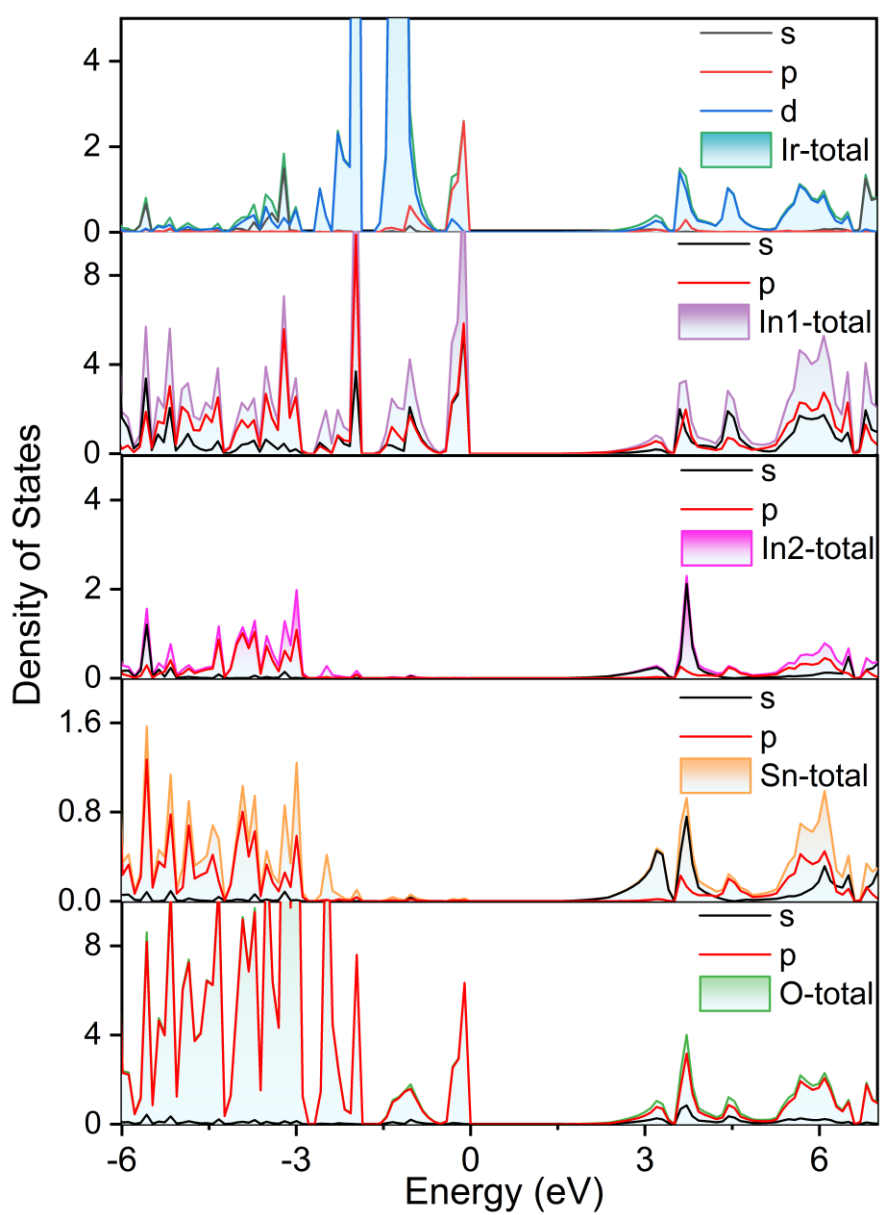 4
2
0
s
p
d
Ir-total
8
4
0
s
p
In1-total
4
2
0
s
p
In2-total
1.6
0.8
0.0
s
p
Sn-total
8
4
0
s
p
O-total
Density of States
-6
-3
0
3
6
Energy (eV)